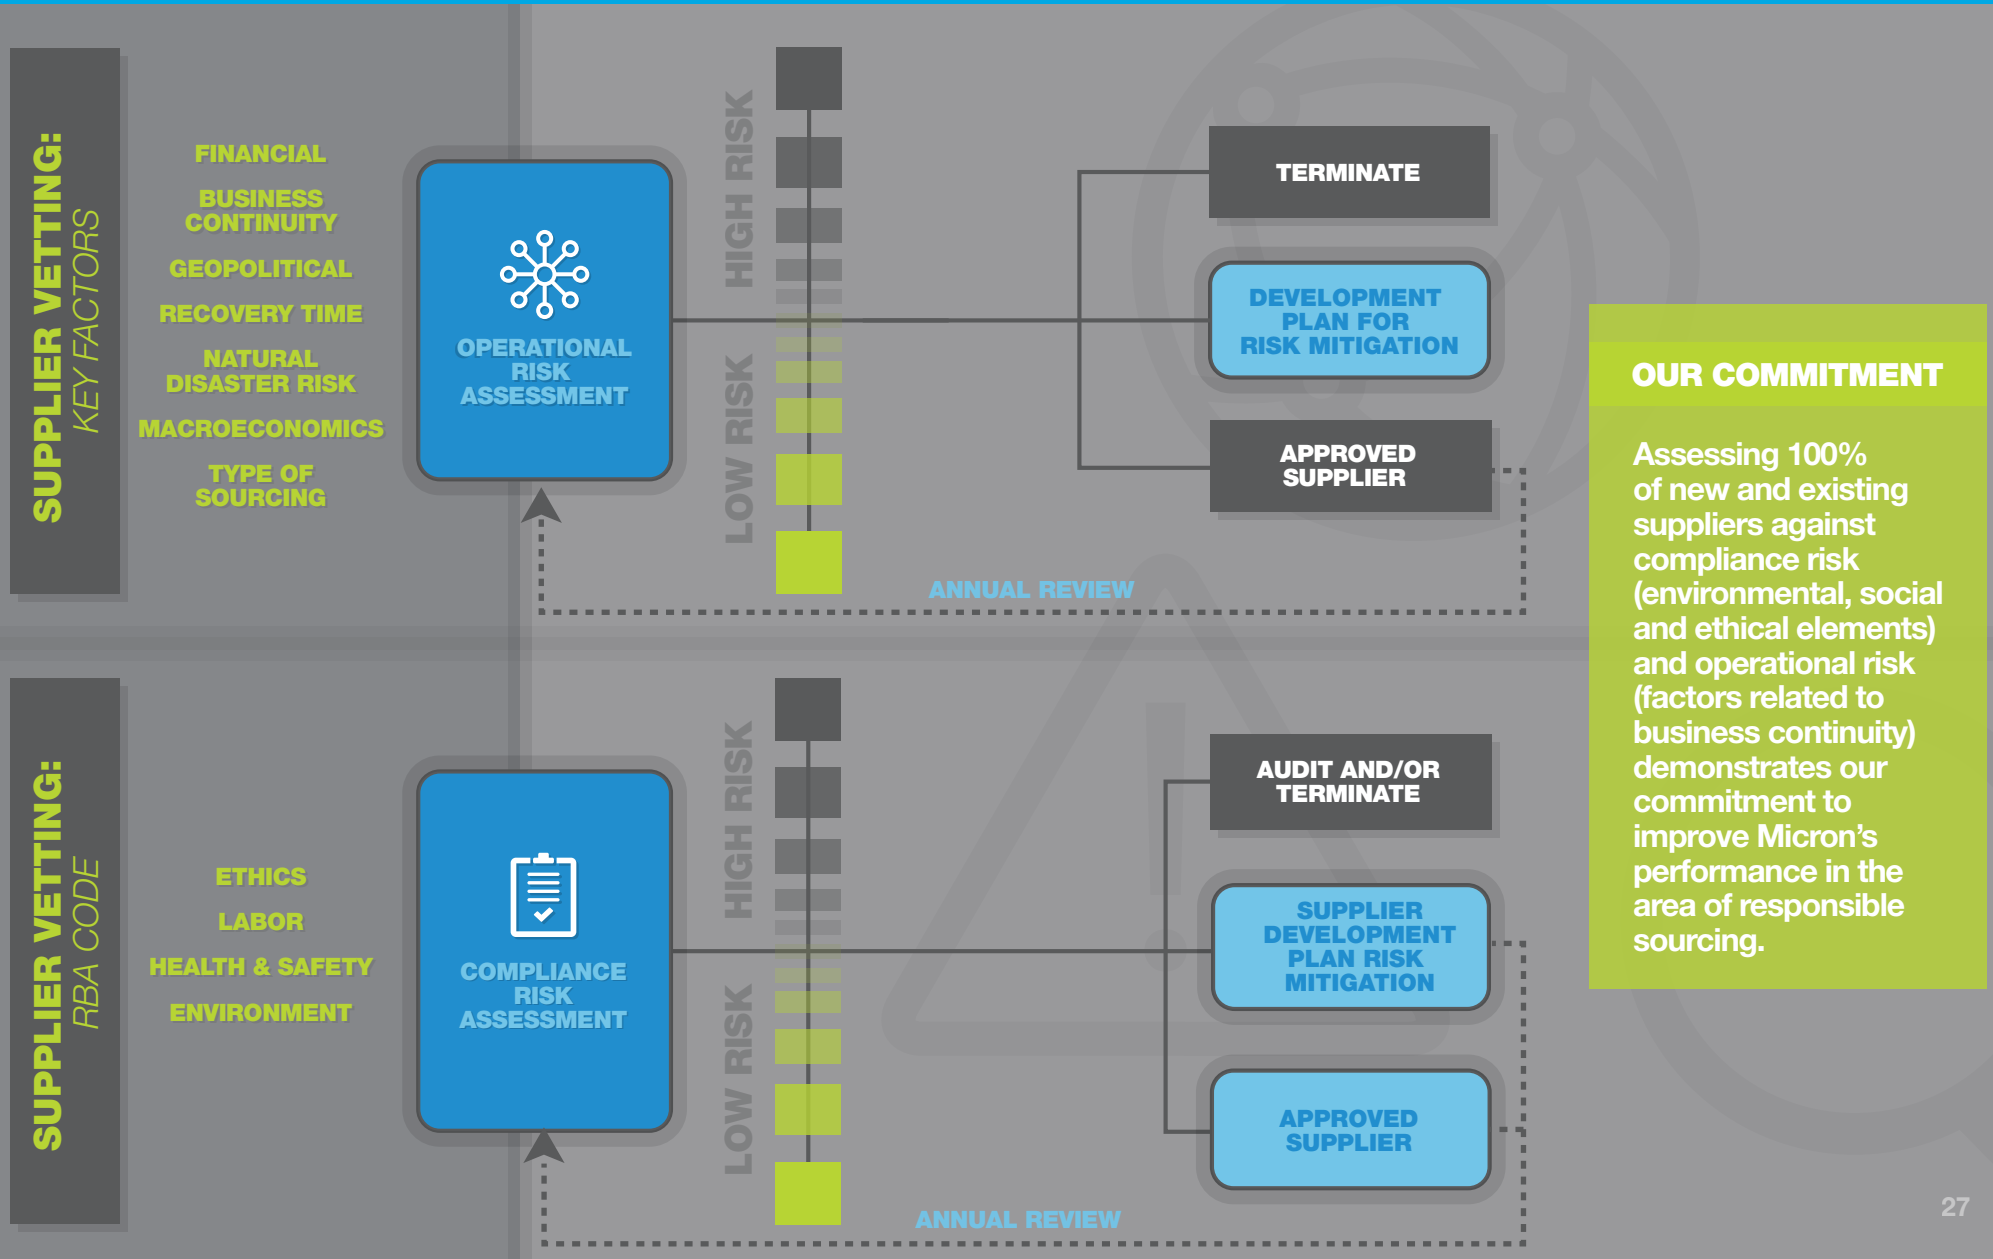 SUPPLIER VETTING:
KEY FACTORS
FINANCIAL
BUSINESS
CONTINUITY
GEOPOLITICAL
RECOVERY TIME
NATURAL
DISASTER RISK
MACROECONOMICS
TYPE OF
SOURCING
OPERATIONAL
RISK
ASSESSMENT
HIGH RISK
LOW RISK
TERMINATE
DEVELOPMENT
PLAN FOR
RISK MITIGATION
APPROVED
SUPPLIER
ANNUAL REVIEW
SUPPLIER VETTING:
RBA CODE
ETHICS
LABOR
HEALTH & SAFETY
ENVIRONMENT
COMPLIANCE
RISK
ASSESSMENT
HIGH RISK
LOW RISK
AUDIT AND/OR
TERMINATE
SUPPLIER
DEVELOPMENT
PLAN RISK
MITIGATION
APPROVED
SUPPLIER
ANNUAL REVIEW
OUR COMMITMENT
Assessing 100%
of new and existing
suppliers against
compliance risk
(environmental, social
and ethical elements)
and operational risk
(factors related to
business continuity)
demonstrates our
commitment to
improve Micron’s
performance in the
area of responsible
sourcing.
27